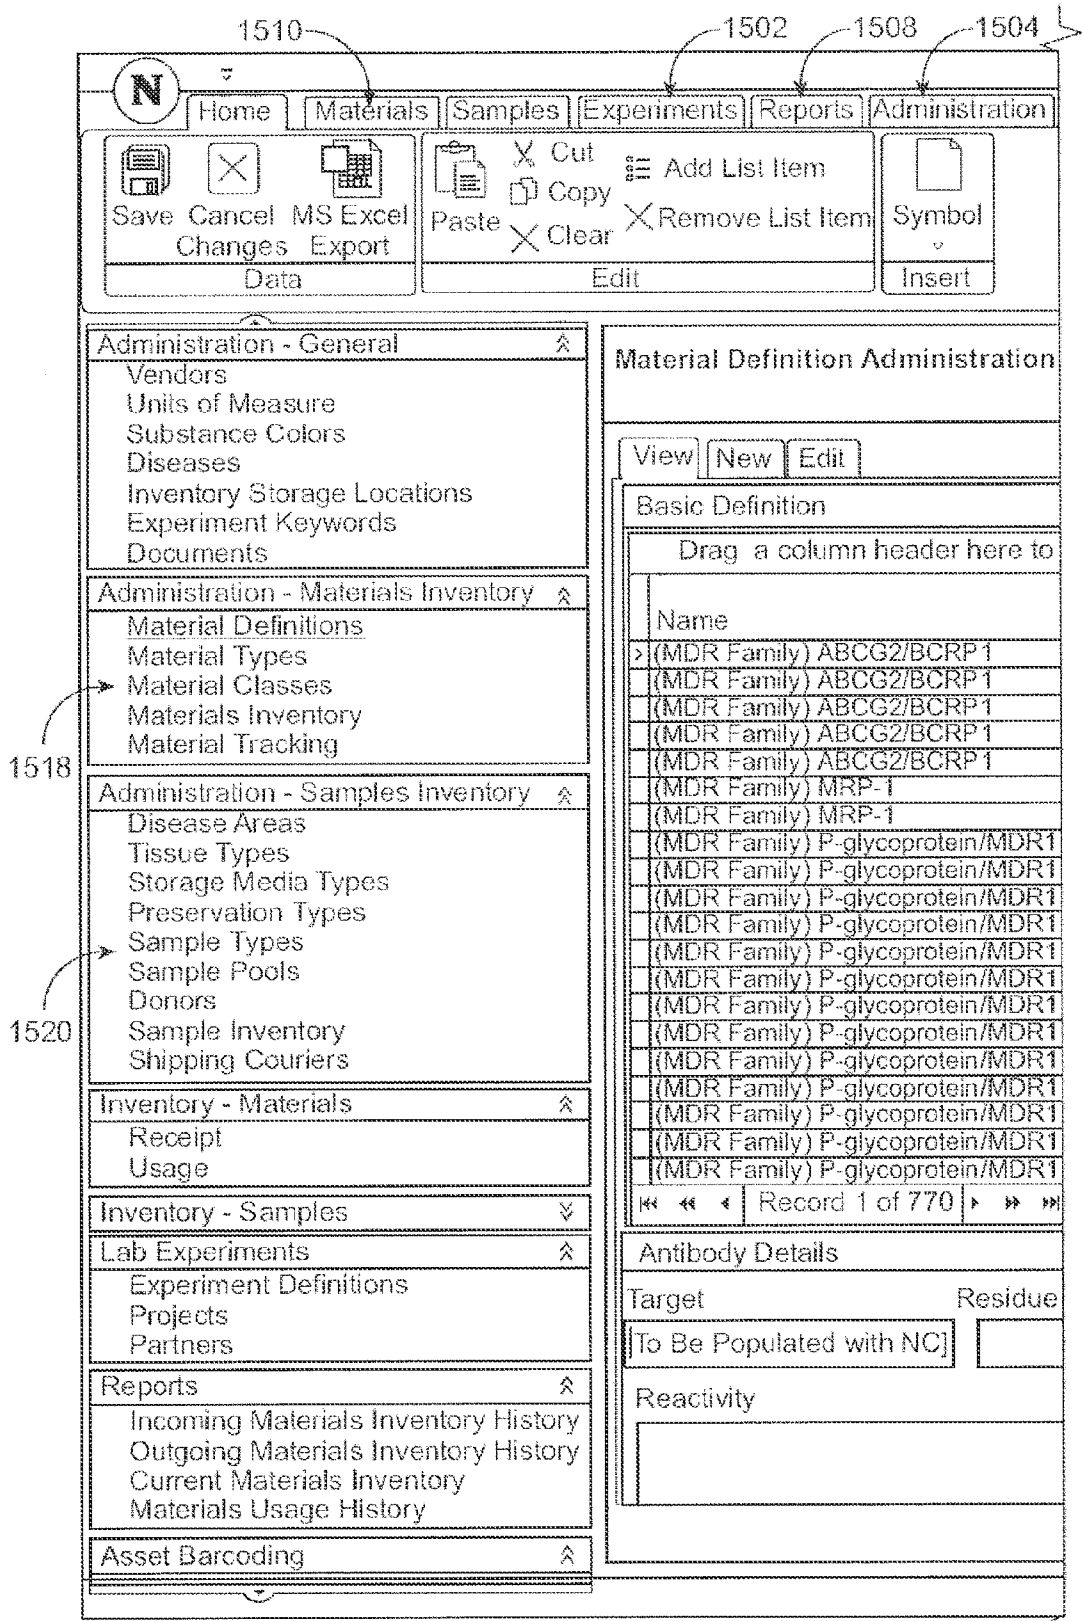 1510
1502
1508
1504
N
Home
Materials
Samples
Experiments
Reports
Administration
Save
Cancel
Changes
MS Excel
Export
Data
Paste
Cut
Copy
Clear
Add List Item
Remove List Item
Edit
Symbol
Insert
Administration - General
Vendors
Units of Measure
Substance Colors
Diseases
Inventory Storage Locations
Experiment Keywords
Documents
Administration - Materials Inventory
Material Definitions
Material Types
Material Classes
Materials Inventory
Material Tracking
1518
Administration - Samples Inventory
Disease Areas
Tissue Types
Storage Media Types
Preservation Types
Sample Types
Sample Pools
Donors
Sample Inventory
Shipping Couriers
1520
Inventory - Materials
Receipt
Usage
Inventory - Samples
Lab Experiments
Experiment Definitions
Projects
Partners
Reports
Incoming Materials Inventory History
Outgoing Materials Inventory History
Current Materials Inventory
Materials Usage History
Asset Barcoding
Material Definition Administration
View
New
Edit
Basic Definition
Drag a column header here to
Name
(MDR Family) ABCG2/BCRP1
(MDR Family) ABCG2/BCRP1
(MDR Family) ABCG2/BCRP1
(MDR Family) ABCG2/BCRP1
(MDR Family) ABCG2/BCRP1
(MDR Family) MRP-1
(MDR Family) MRP-1
(MDR Family) P-glycoprotein/MDR1
(MDR Family) P-glycoprotein/MDR1
(MDR Family) P-glycoprotein/MDR1
(MDR Family) P-glycoprotein/MDR1
(MDR Family) P-glycoprotein/MDR1
(MDR Family) P-glycoprotein/MDR1
(MDR Family) P-glycoprotein/MDR1
(MDR Family) P-glycoprotein/MDR1
(MDR Family) P-glycoprotein/MDR1
(MDR Family) P-glycoprotein/MDR1
(MDR Family) P-glycoprotein/MDR1
(MDR Family) P-glycoprotein/MDR1
(MDR Family) P-glycoprotein/MDR1
Record 1 of 770
Antibody Details
Target
Residue
[To Be Populated with NC]
Reactivity